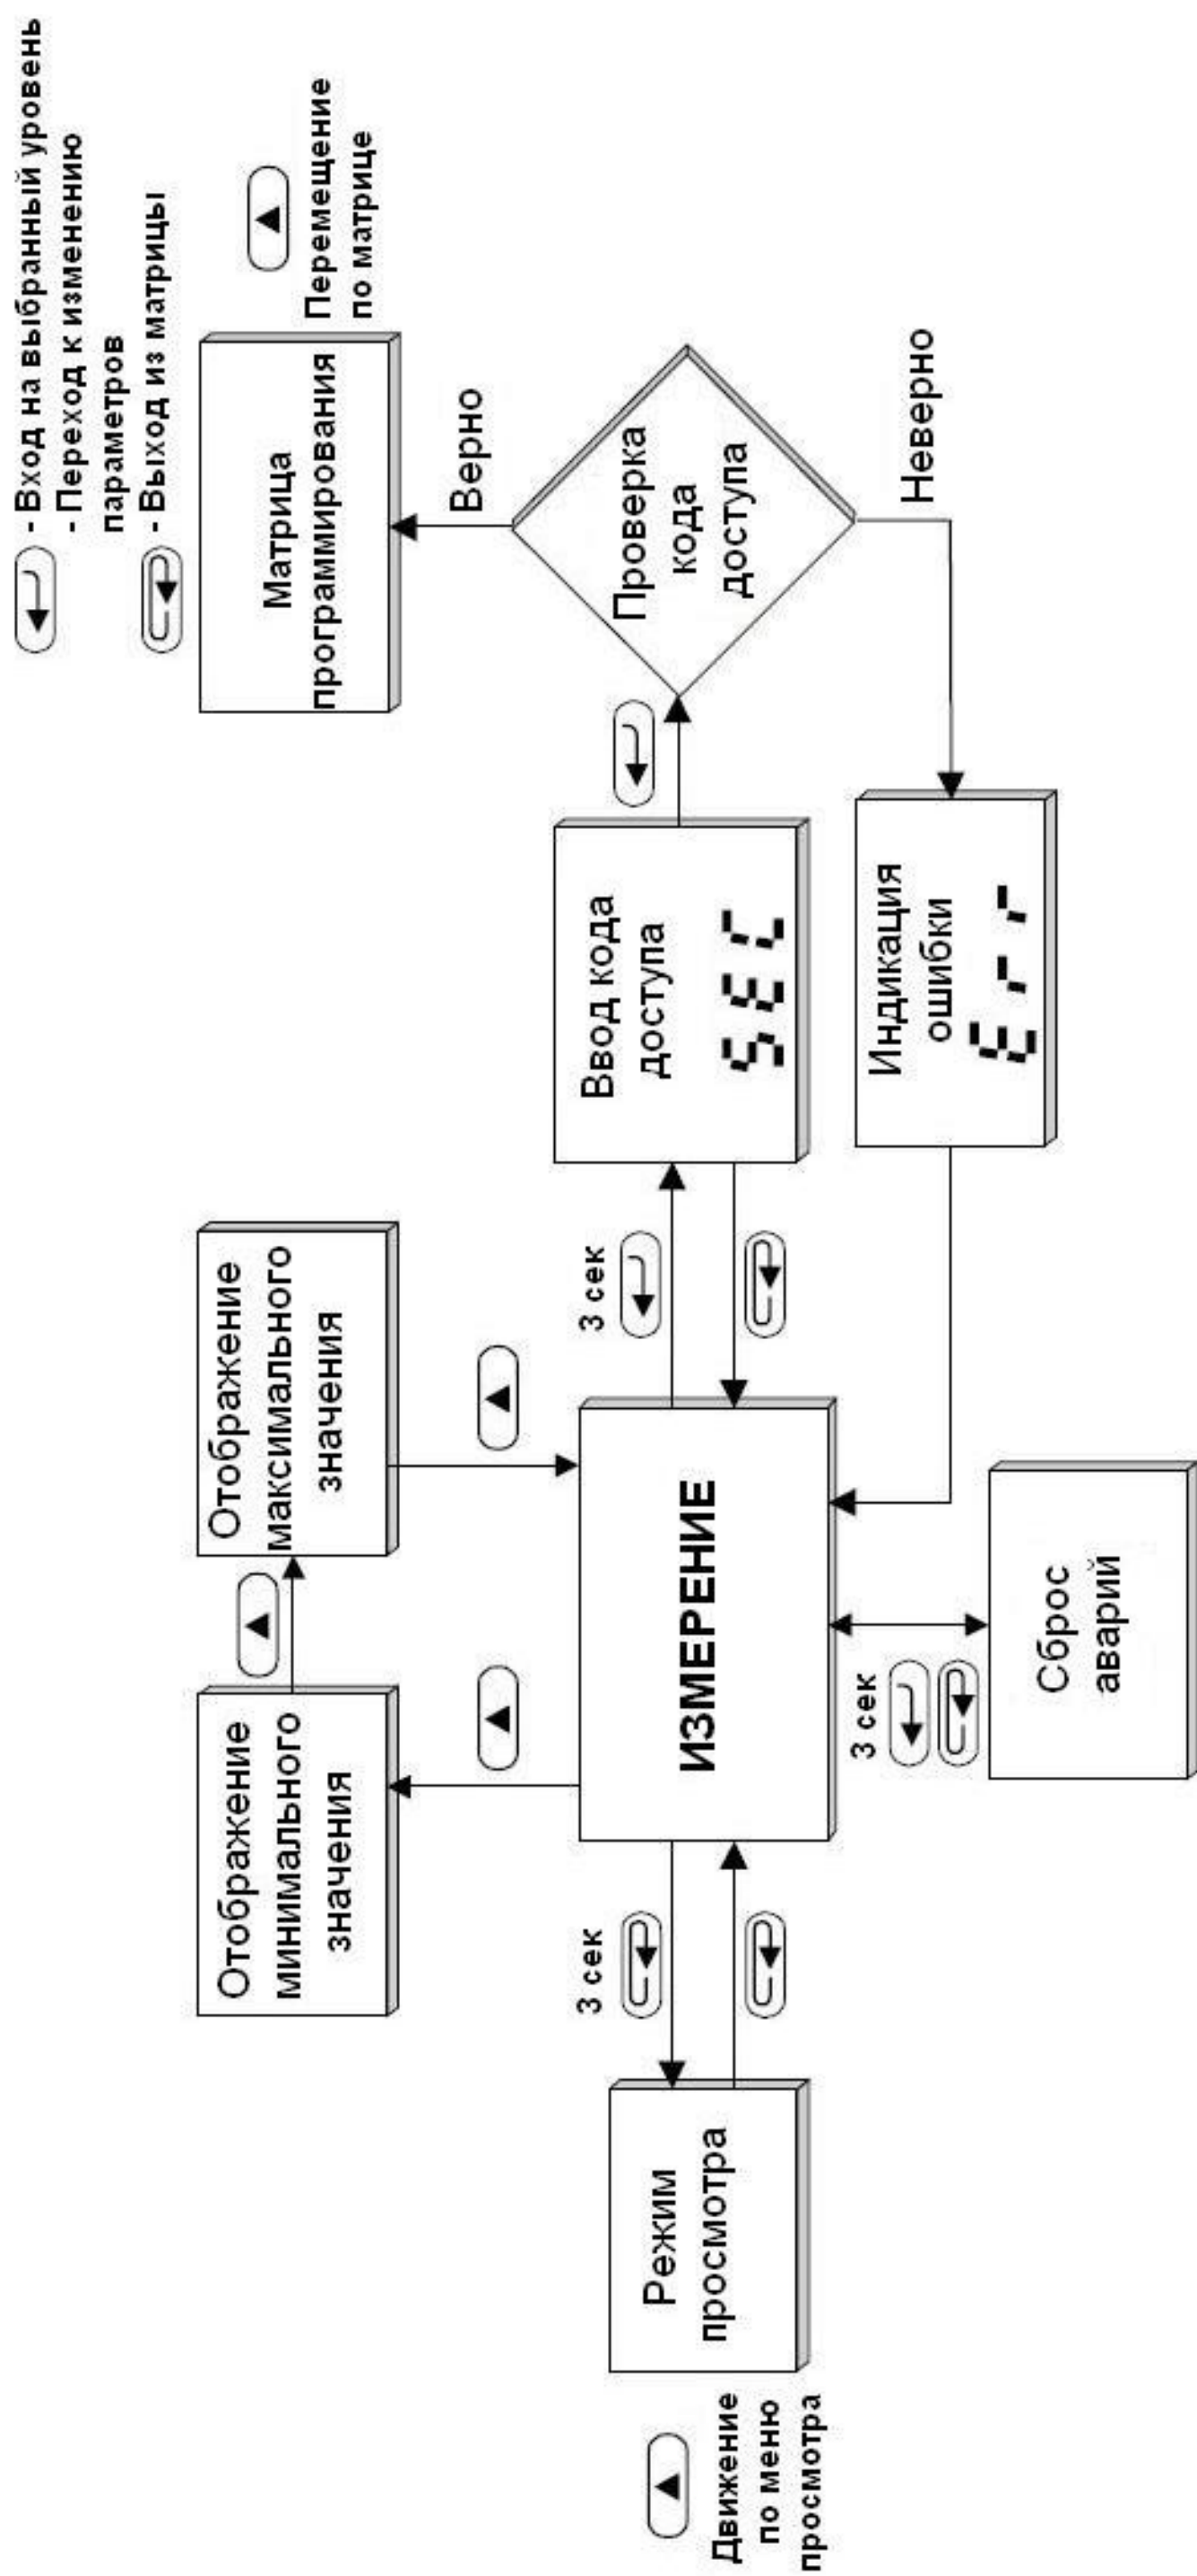 - Вход на выбранный уровень
- Переход к изменению
параметров
- Выход из матрицы
Отображение
минимального
значения
Отображение
максимального
значения
Матрица
программирования
Перемещение
по матрице
Верно
3 сек
3 сек
Движение
по меню
просмотра
Режим
просмотра
ИЗМЕРЕНИЕ
Ввод кода
доступа
SEC
Проверка
кода
доступа
Неверно
3 сек
Сброс
аварий
Индикация
ошибки
Err